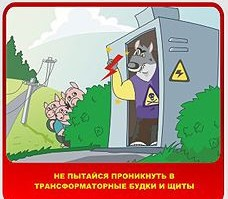 НЕ ПЫТАЙСЯ ПРОНИКНУТЬ В
ТРАНСФОРМАТОРНЫЕ БУДКИ И ЩИТЫ